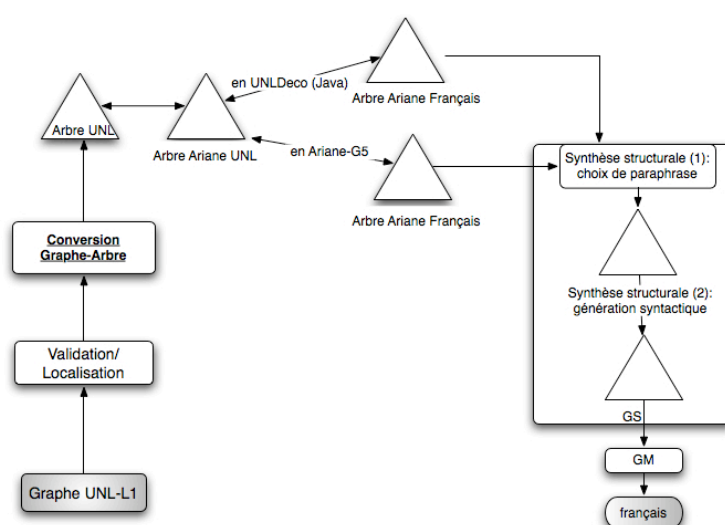 en UNLDeco (Java)
Arbre Ariane Français
Arbre UNL
Arbre Ariane UNL
en Ariane-G5
Synthèse structurale (1):
choix de paraphrase
Arbre Ariane Français
Conversion
Graphe-Arbre
Synthèse structurale (2):
génération syntactique
Validation/
Localisation
GS
GM
Graphe UNL-L1
français